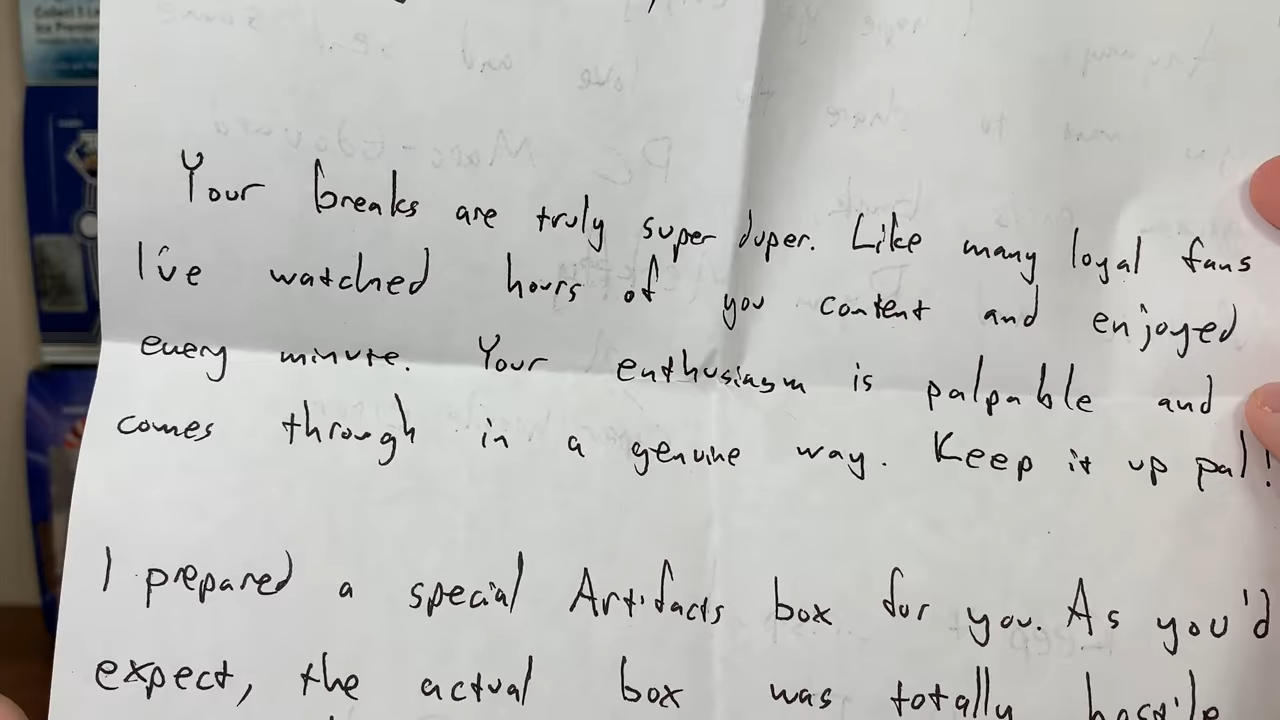 Your breaks are truly super duper. Like many loyal fans
I've watched hours of you content and enjoyed
every minute. Your enthusiasm is palpable and
comes through in a genuine way. Keep it up pal!
I prepared a special Artifacts box for you. As you'd
expect, the actual box was totally hostile